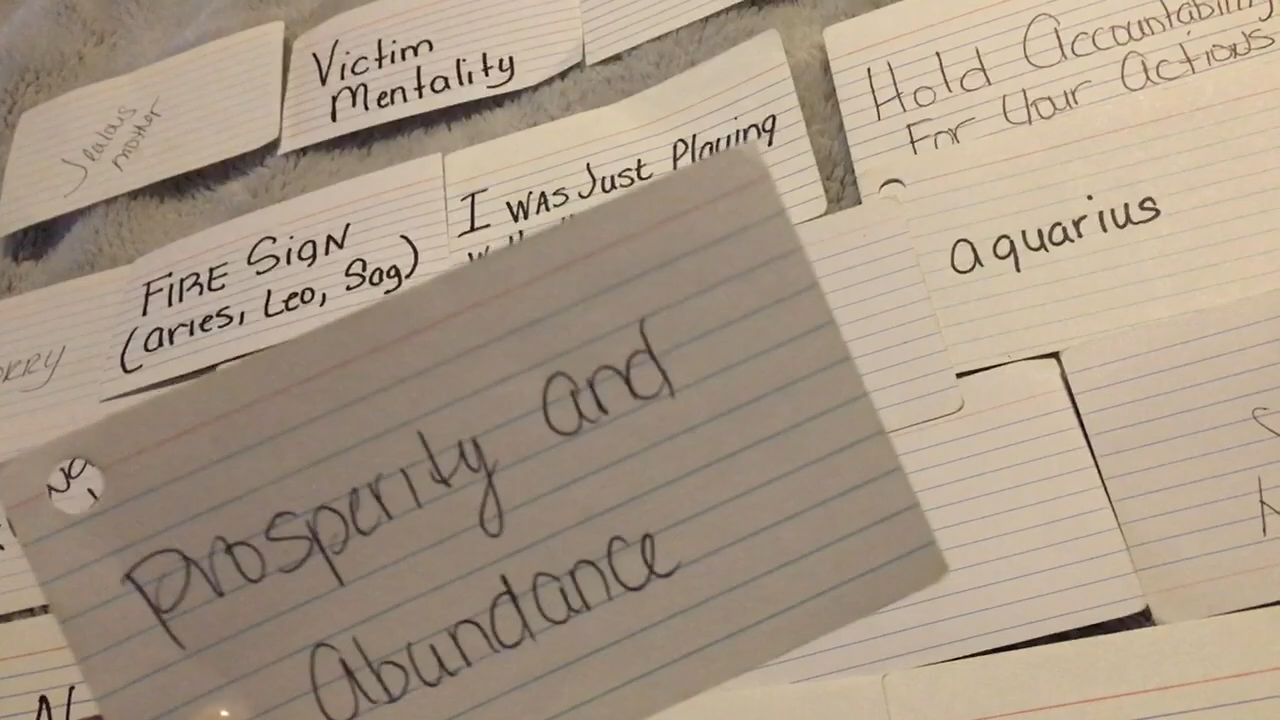 Jealous
mother
Victim
Mentality
Hold Accountability
For Your Actions
I WAS Just Playing
FIRE SIGN
(aries, Leo, Sag)
aquarius
Prosperity and
Abundance